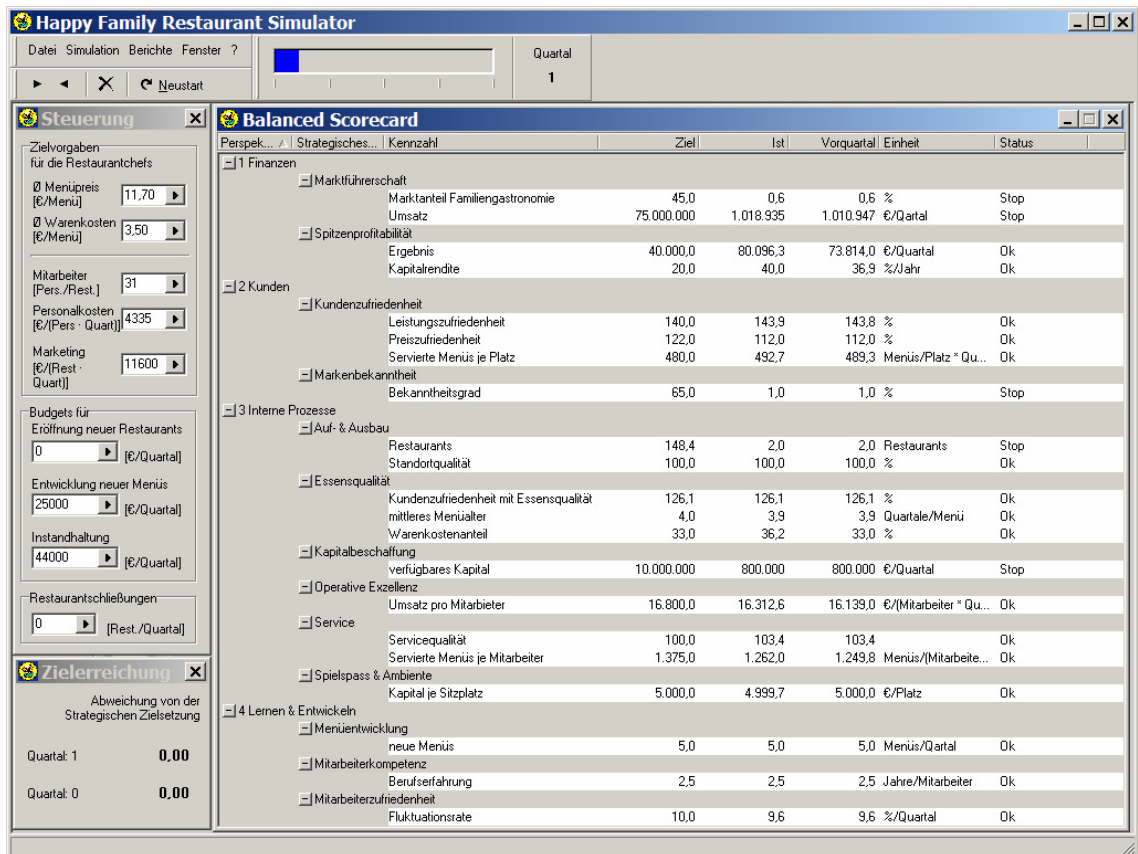 Happy Family Restaurant Simulator
Datei Simulation Berichte Fenster ?
Neustart
Quartal
1
Steuerung
Zielvorgaben
für die Restaurantchefs
Ø Menüpreis
[€/Menü]
11,70
Ø Warenkosten
[€/Menü]
3,50
Mitarbeiter
[Pers./Rest.]
31
Personalkosten
[€/(Pers · Quart)]
4335
Marketing
[€/(Rest ·
Quart)]
11600
Budgets für
Eröffnung neuer Restaurants
0 [€/Quartal]
Entwicklung neuer Menüs
25000 [€/Quartal]
Instandhaltung
44000 [€/Quartal]
Restaurantschließungen
0 [Rest./Quartal]
Zielerreichung
Abweichung von der
Strategischen Zielsetzung
Quartal: 1 0,00
Quartal: 0 0,00
Balanced Scorecard
Perspek... Strategisches... Kennzahl Ziel Ist Vorquartal Einheit Status
1 Finanzen
Marktführerschaft
Marktanteil Familiengastronomie 45,0 0,6 0,6 % Stop
Umsatz 75.000.000 1.018.935 1.010.947 €/Qartal Stop
Spitzenprofitabilität
Ergebnis 40.000,0 80.096,3 73.814,0 €/Quartal Ok
Kapitalrendite 20,0 40,0 36,9 %/Jahr Ok
2 Kunden
Kundenzufriedenheit
Leistungszufriedenheit 140,0 143,9 143,8 % Ok
Preiszufriedenheit 122,0 112,0 112,0 % Ok
Servierte Menüs je Platz 480,0 492,7 489,3 Menüs/Platz * Qu... Ok
Markenbekanntheit
Bekanntheitsgrad 65,0 1,0 1,0 % Stop
3 Interne Prozesse
Auf- & Ausbau
Restaurants 148,4 2,0 2,0 Restaurants Stop
Standortqualität 100,0 100,0 100,0 % Ok
Essensqualität
Kundenzufriedenheit mit Essensqualität 126,1 126,1 126,1 % Ok
mittleres Menüalter 4,0 3,9 3,9 Quartale/Menü Ok
Warenkostenanteil 33,0 36,2 33,0 % Ok
Kapitalbeschaffung
verfügbares Kapital 10.000.000 800.000 800.000 €/Quartal Stop
Operative Exzellenz
Umsatz pro Mitarbieter 16.800,0 16.312,6 16.139,0 €/(Mitarbeiter * Qu... Ok
Service
Servicequalität 100,0 103,4 103,4 Ok
Servierte Menüs je Mitarbeiter 1.375,0 1.262,0 1.249,8 Menüs/(Mitarbeite... Ok
Spielspass & Ambiente
Kapital je Sitzplatz 5.000,0 4.999,7 5.000,0 €/Platz Ok
4 Lernen & Entwickeln
Menüentwicklung
neue Menüs 5,0 5,0 5,0 Menüs/Qartal Ok
Mitarbeiterkompetenz
Berufserfahrung 2,5 2,5 2,5 Jahre/Mitarbeiter Ok
Mitarbeiterzufriedenheit
Fluktuationsrate 10,0 9,6 9,6 %/Quartal Ok